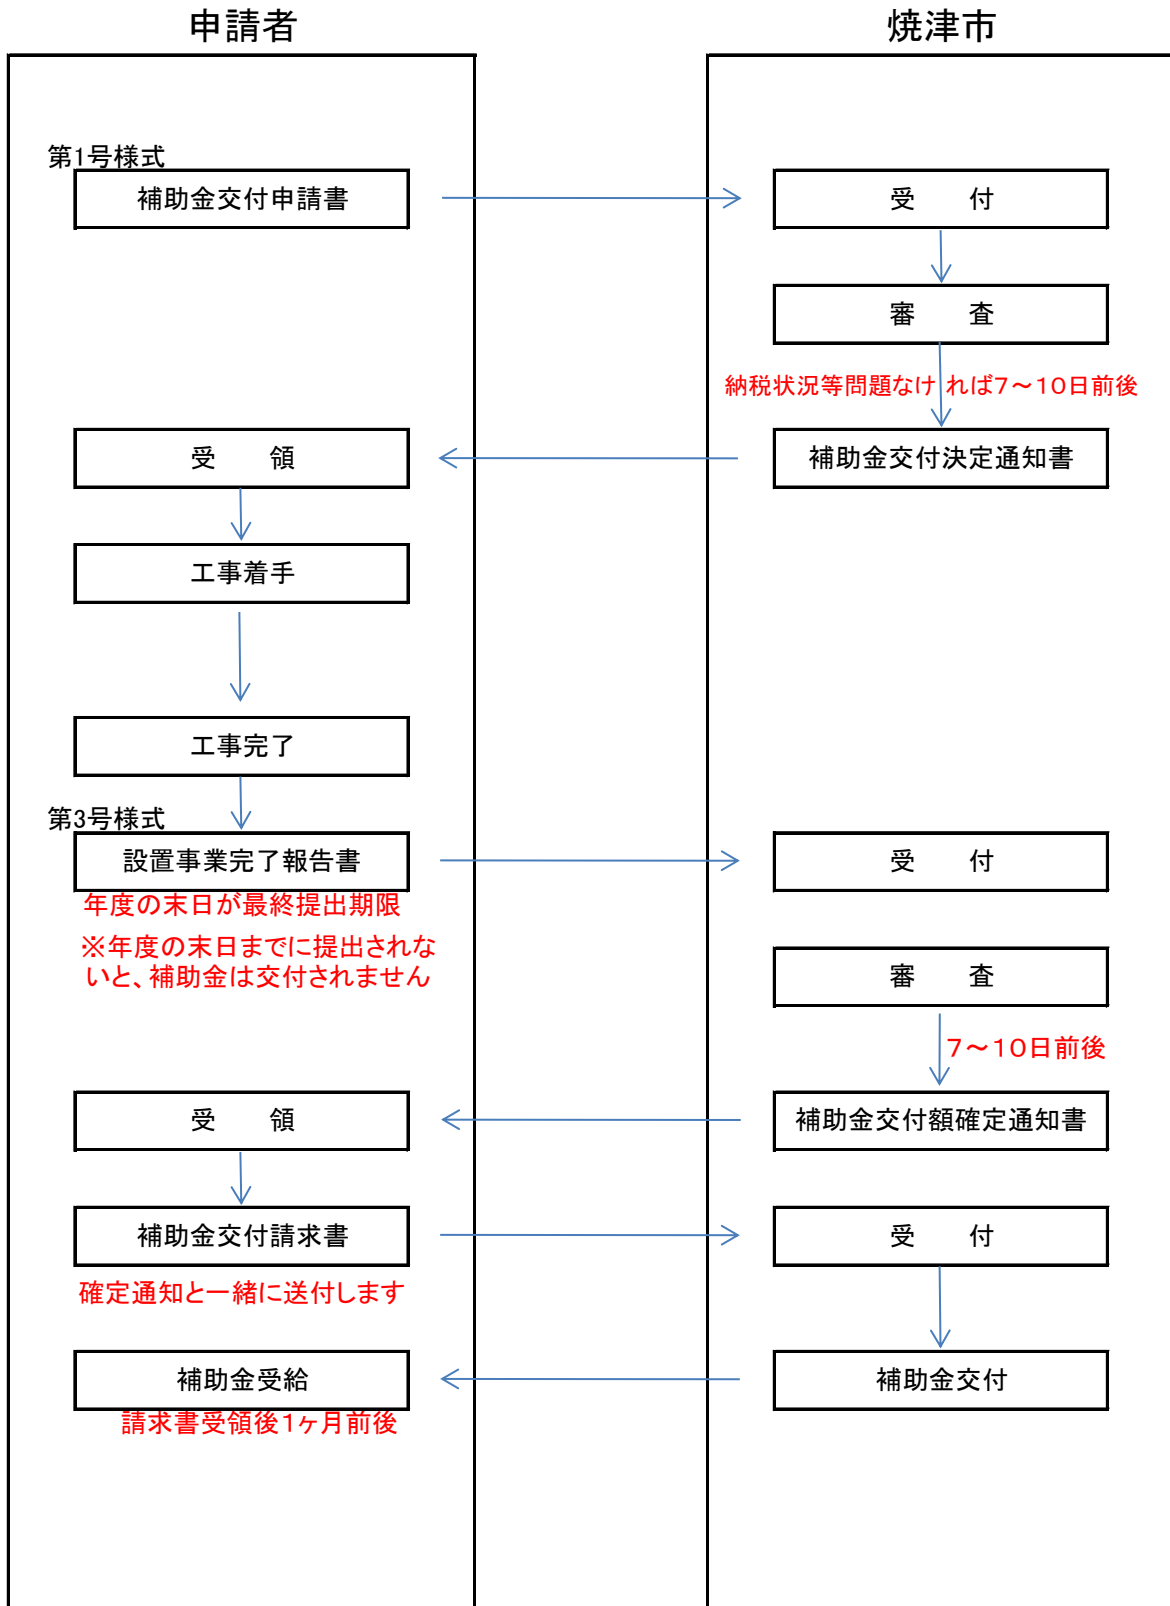 申請者
焼津市
第1号様式
補助金交付申請書
受　　付
審　　査
納税状況等問題なければ7～10日前後
受　　領
補助金交付決定通知書
工事着手
工事完了
第3号様式
設置事業完了報告書
受　　付
年度の末日が最終提出期限
※年度の末日までに提出されな
いと、補助金は交付されません
審　　査
7～10日前後
受　　領
補助金交付額確定通知書
補助金交付請求書
受　　付
確定通知と一緒に送付します
補助金受給
補助金交付
請求書受領後1ヶ月前後